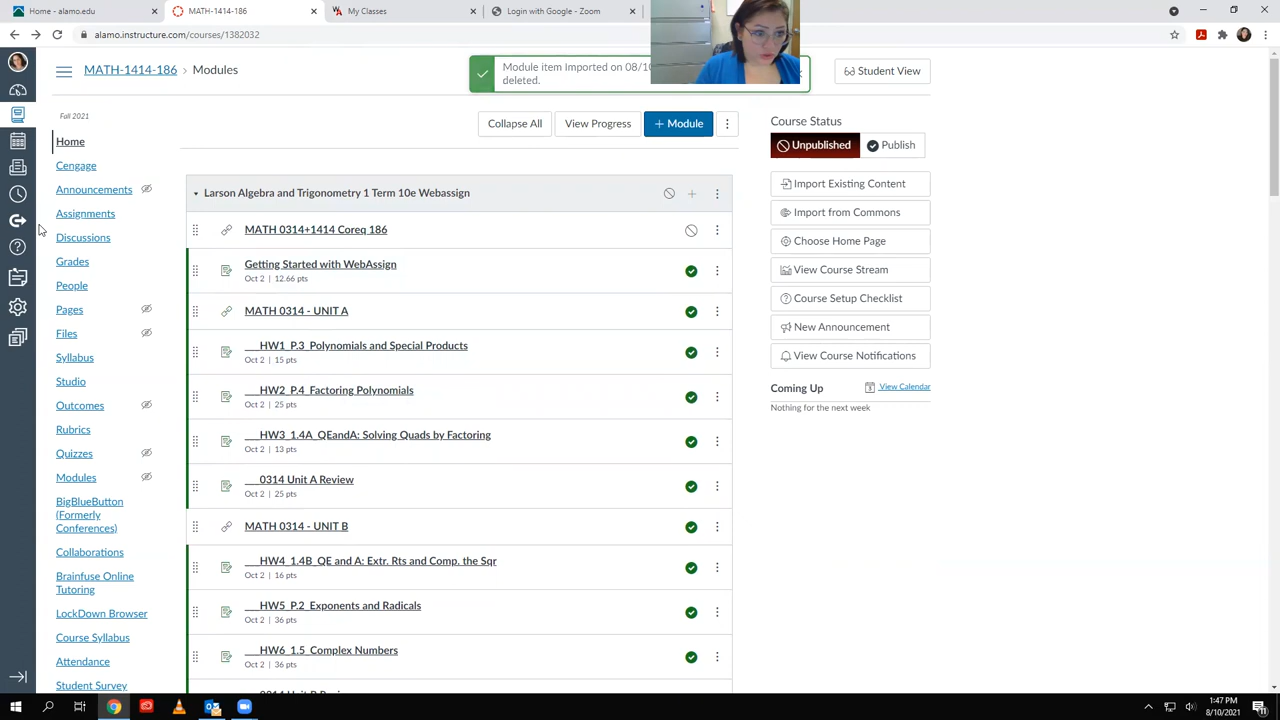 Home - Alamo Colleges
MATH-1414-186
My Classes
Login with Google - Zoom
alamo.instructure.com/courses/1382032
MATH-1414-186 > Modules
Module item Imported on 08/10
deleted.
Student View
Fall 2021
Collapse All
View Progress
+ Module
Course Status
Unpublished
Publish
Home
Cengage
Announcements
Assignments
Discussions
Grades
People
Pages
Files
Syllabus
Studio
Outcomes
Rubrics
Quizzes
Modules
BigBlueButton
(Formerly
Conferences)
Collaborations
Brainfuse Online
Tutoring
LockDown Browser
Course Syllabus
Attendance
Student Survey
Larson Algebra and Trigonometry 1 Term 10e Webassign
MATH 0314+1414 Coreq 186
Getting Started with WebAssign
Oct 2 | 12.66 pts
MATH 0314 - UNIT A
___HW1_P.3_Polynomials and Special Products
Oct 2 | 15 pts
___HW2_P.4_Factoring Polynomials
Oct 2 | 25 pts
___HW3_1.4A_QEandA: Solving Quads by Factoring
Oct 2 | 13 pts
___0314 Unit A Review
Oct 2 | 25 pts
MATH 0314 - UNIT B
___HW4_1.4B_QE and A: Extr. Rts and Comp. the Sqr
Oct 2 | 16 pts
___HW5_P.2_Exponents and Radicals
Oct 2 | 36 pts
___HW6_1.5_Complex Numbers
Oct 2 | 36 pts
Import Existing Content
Import from Commons
Choose Home Page
View Course Stream
Course Setup Checklist
New Announcement
View Course Notifications
Coming Up
View Calendar
Nothing for the next week
1:47 PM
8/10/2021